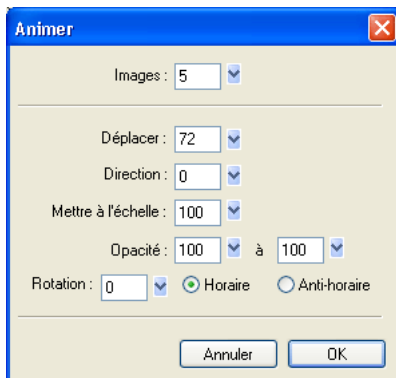 Animer
Images : 5
Déplacer : 72
Direction : 0
Mettre à l'échelle : 100
Opacité : 100 à 100
Rotation : 0 Horaire Anti-horaire
Annuler OK